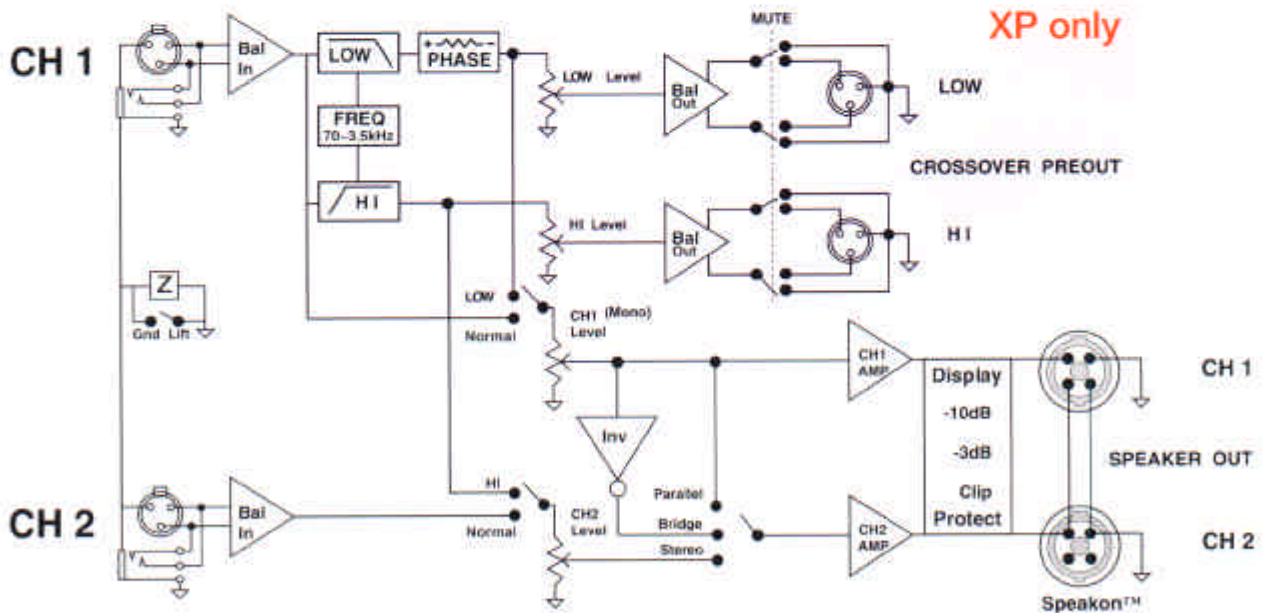 XP only
CH 1
Bal
In
LOW
+ -
PHASE
FREQ
70-3.5kHz
HI
LOW Level
Bal
Out
MUTE
LOW
CROSSOVER PREOUT
HI Level
Bal
Out
HI
Z
Gnd Lift
LOW
Normal
CH1 (Mono)
Level
CH1
AMP
Display
-10dB
-3dB
Clip
Protect
CH 1
SPEAKER OUT
Inv
CH 2
Bal
In
HI
Normal
CH2
Level
Parallel
Bridge
Stereo
CH2
AMP
CH 2
Speakon™